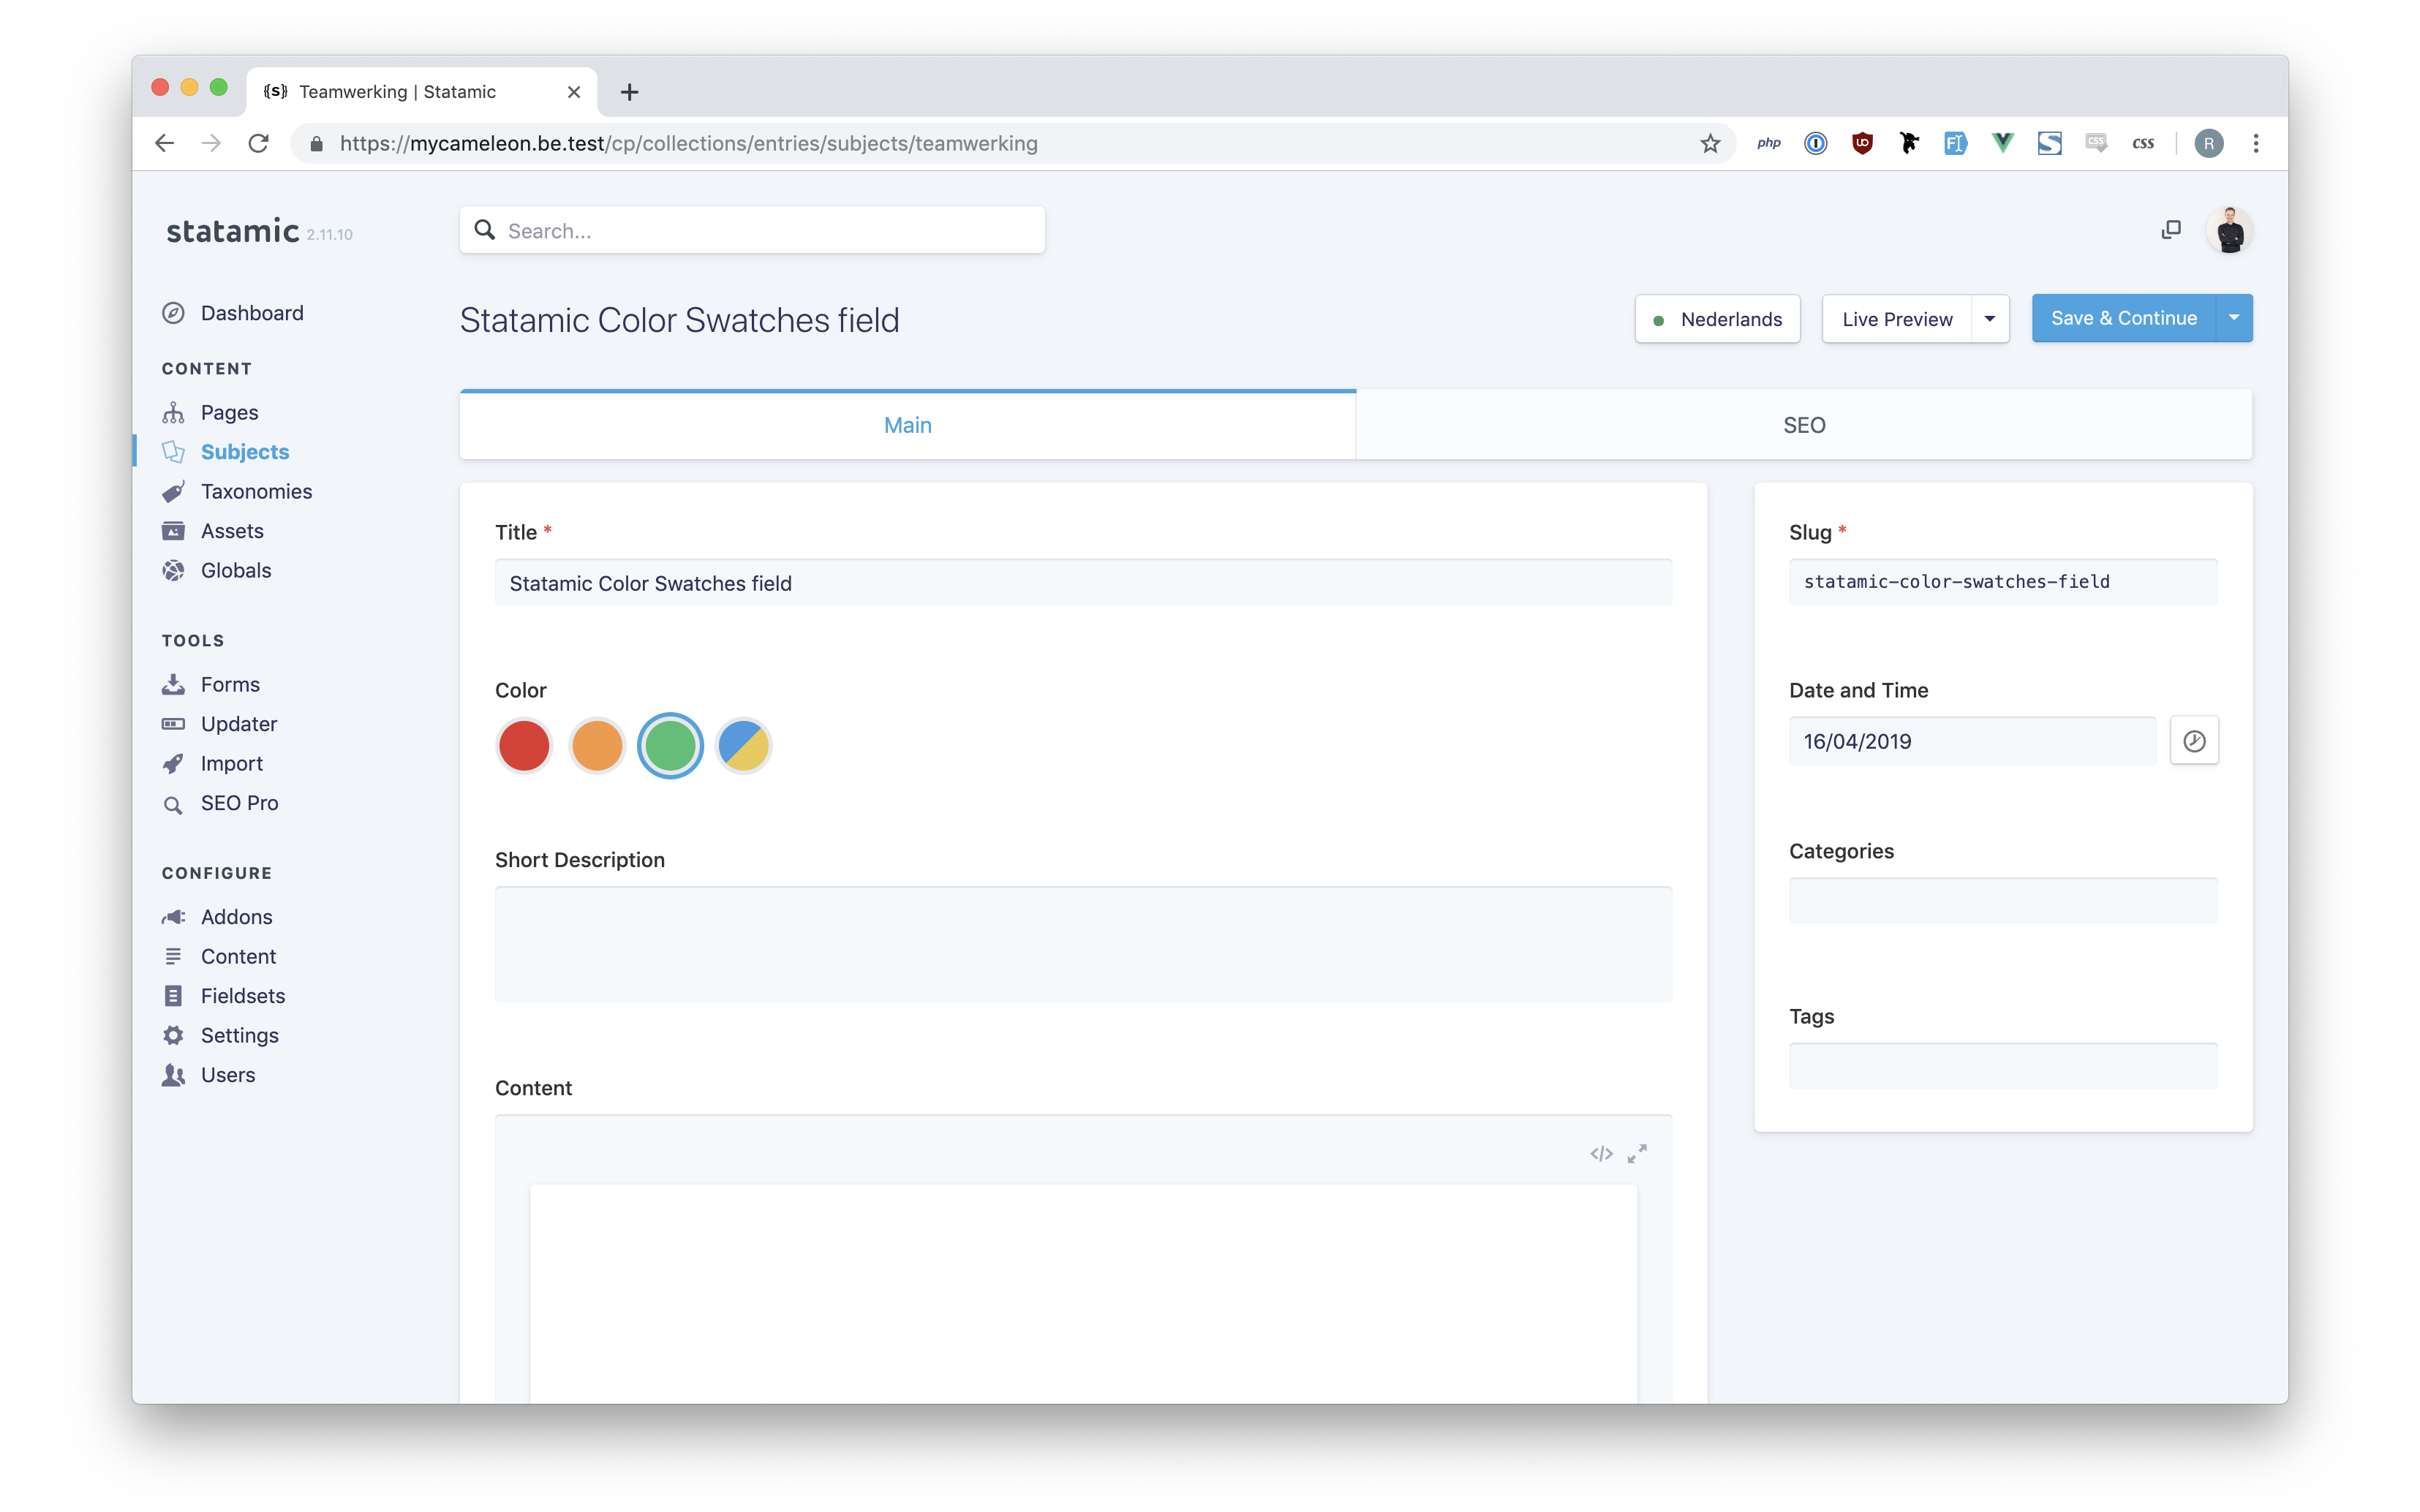 {s} Teamwerking | Statamic
https://mycameleon.be.test/cp/collections/entries/subjects/teamwerking
php
UO
FI
S
CSS
css
R
statamic 2.11.10
Search...
Dashboard
CONTENT
Pages
Subjects
Taxonomies
Assets
Globals
TOOLS
Forms
Updater
Import
SEO Pro
CONFIGURE
Addons
Content
Fieldsets
Settings
Users
Statamic Color Swatches field
Nederlands
Live Preview
Save & Continue
Main
SEO
Title *
Statamic Color Swatches field
Color
Short Description
Content
</>
Slug *
statamic-color-swatches-field
Date and Time
16/04/2019
Categories
Tags